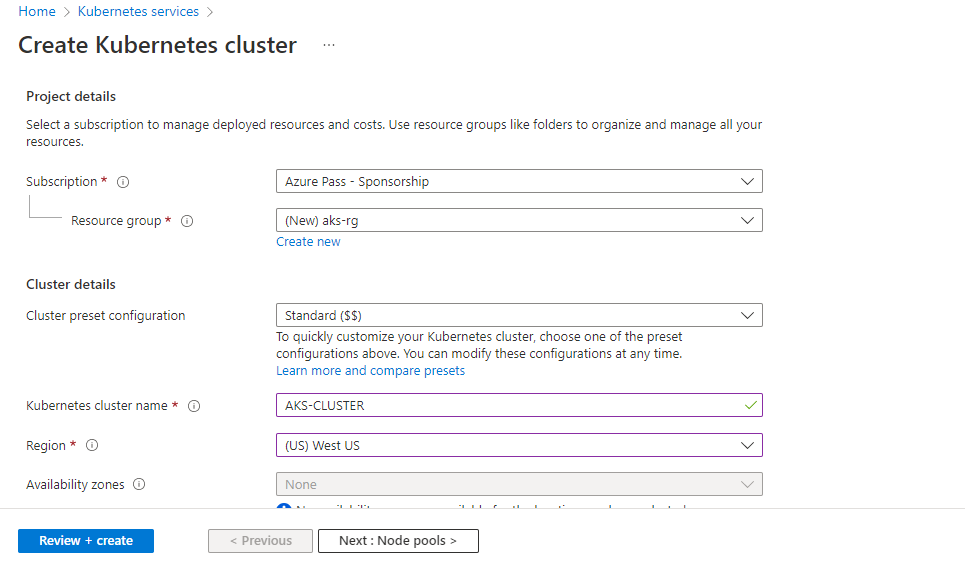 Home > Kubernetes services >
Create Kubernetes cluster ...
Project details
Select a subscription to manage deployed resources and costs. Use resource groups like folders to organize and manage all your
resources.
Subscription *
Azure Pass - Sponsorship
Resource group *
(New) aks-rg
Create new
Cluster details
Cluster preset configuration
Standard ($$)
To quickly customize your Kubernetes cluster, choose one of the preset
configurations above. You can modify these configurations at any time.
Learn more and compare presets
Kubernetes cluster name *
AKS-CLUSTER
Region *
(US) West US
Availability zones
None
Review + create
< Previous
Next : Node pools >